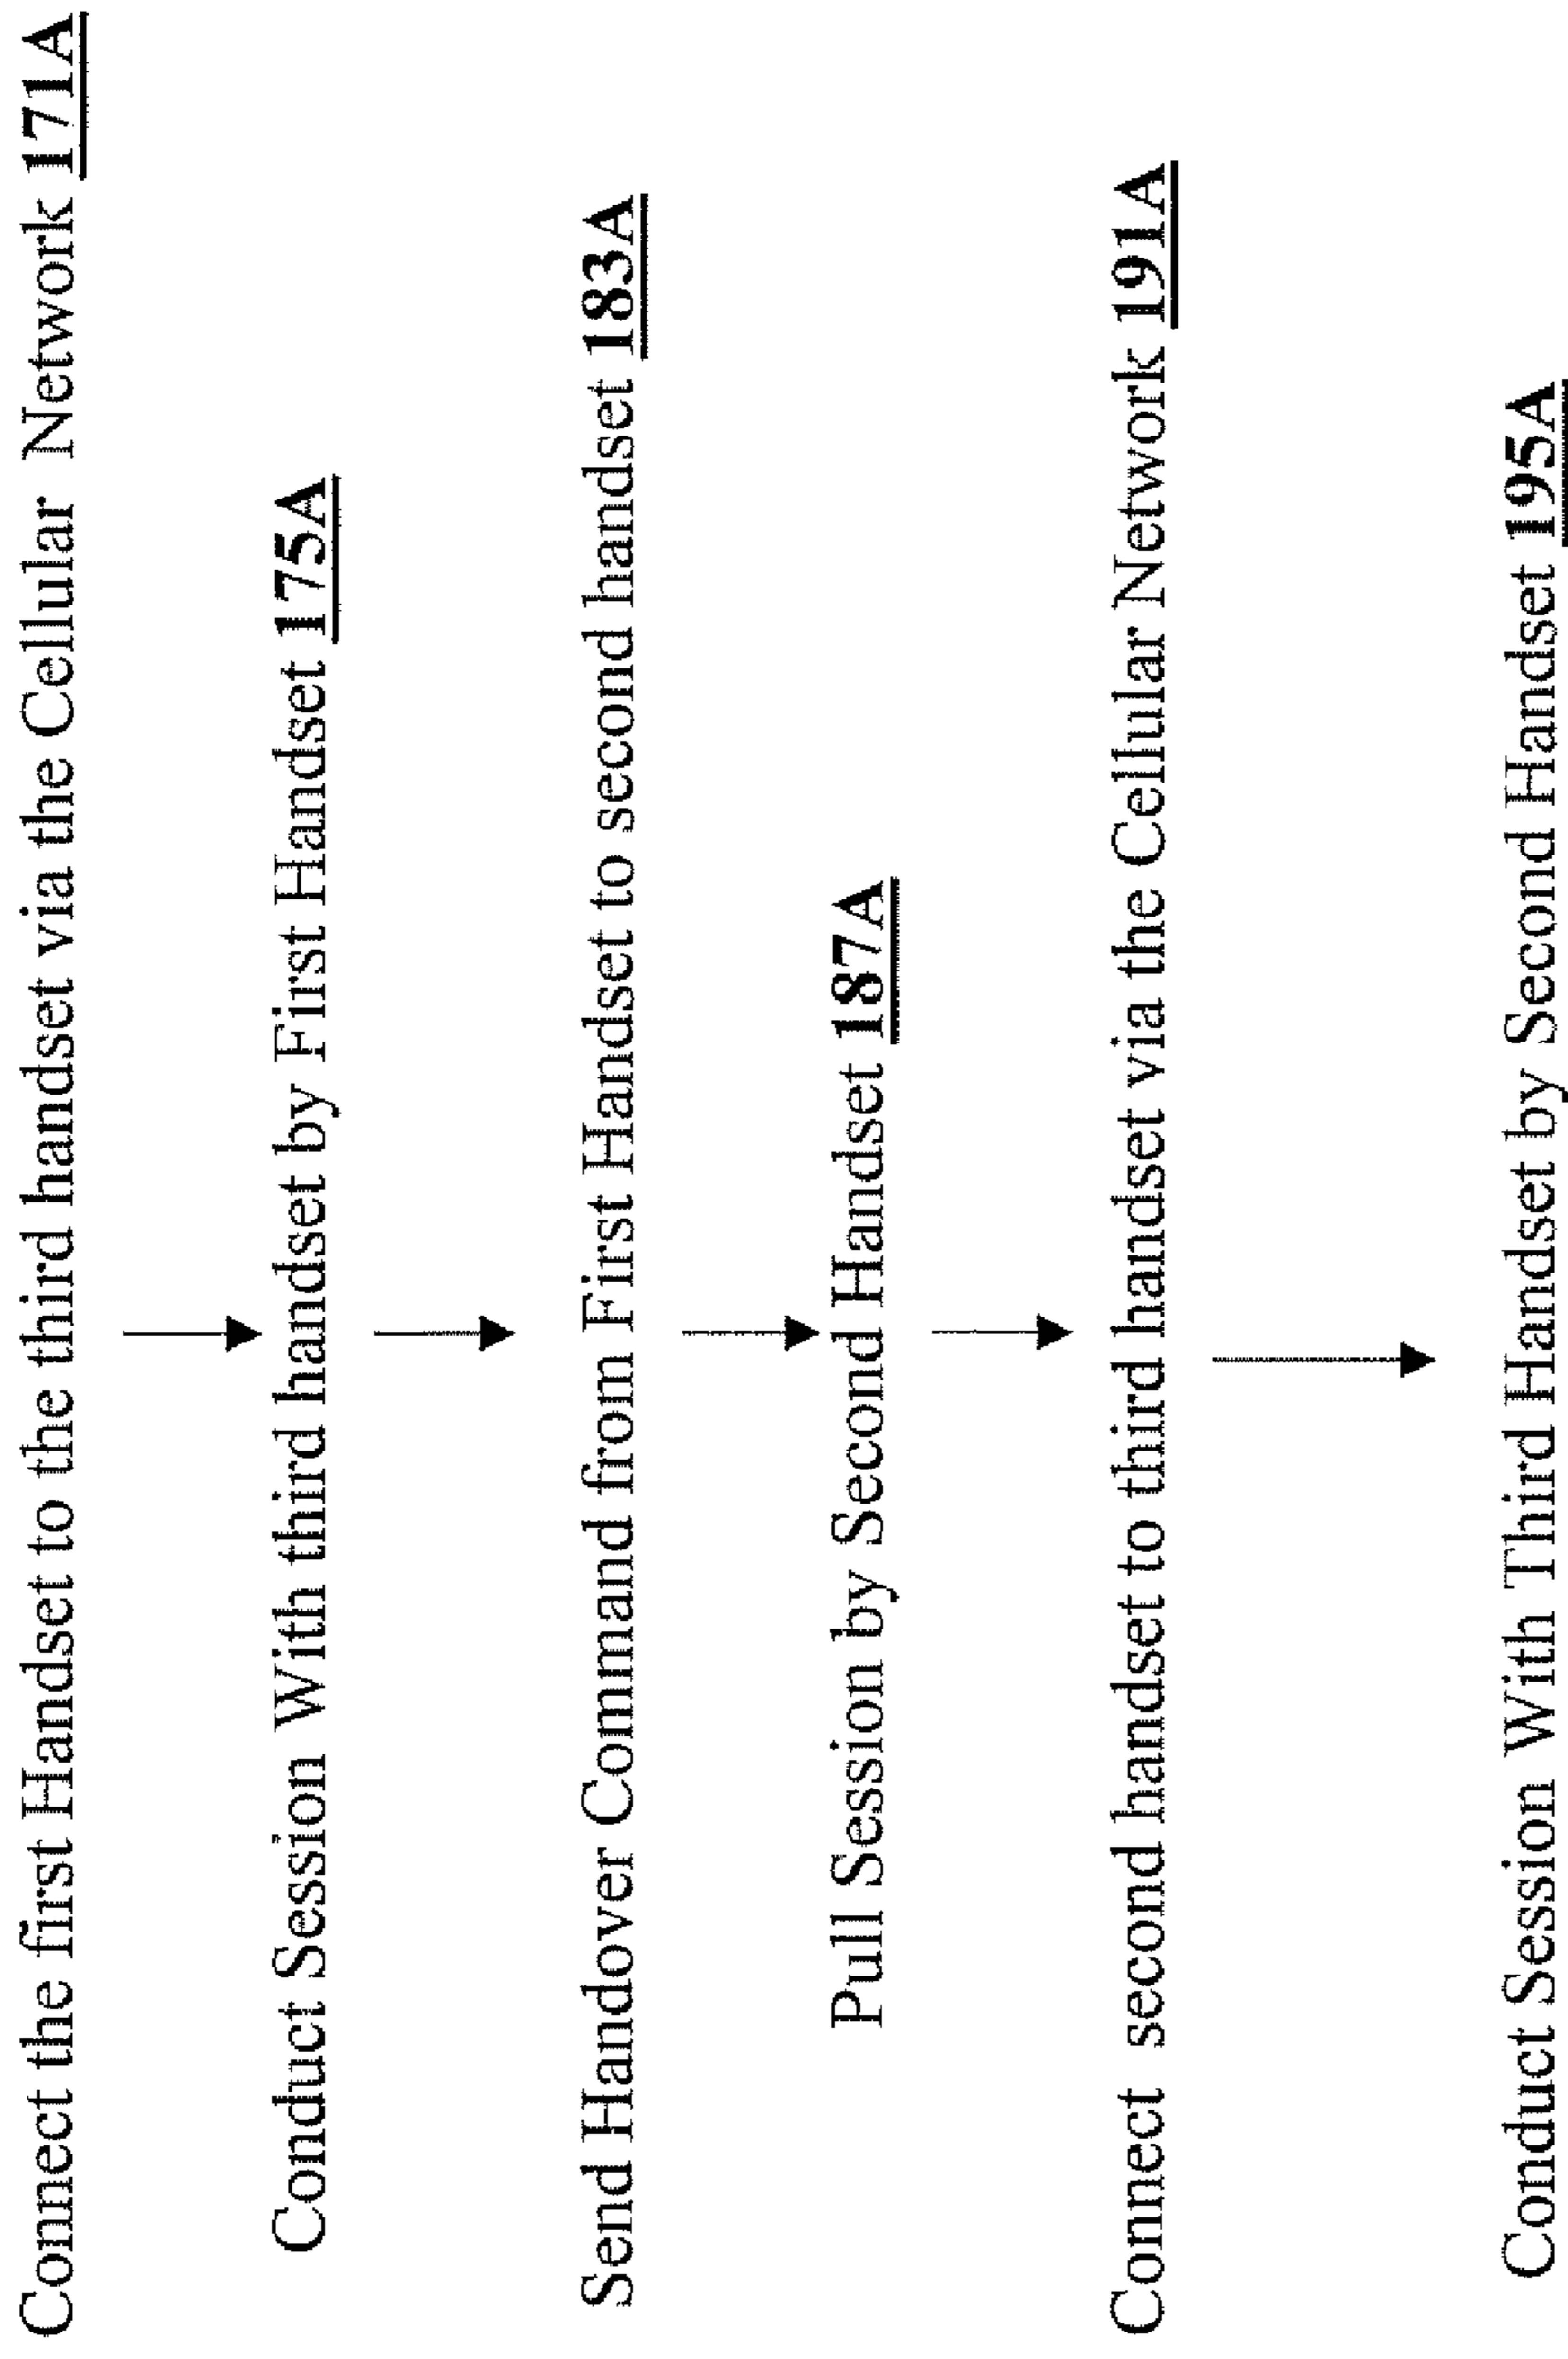 Connect the first Handset to the third handset via the Cellular Network 171A
Conduct Session With third handset by First Handset 175A
Send Handover Command from First Handset to second handset 183A
Pull Session by Second Handset 187A
Connect second handset to third handset via the Cellular Network 191A
Conduct Session With Third Handset by Second Handset 195A